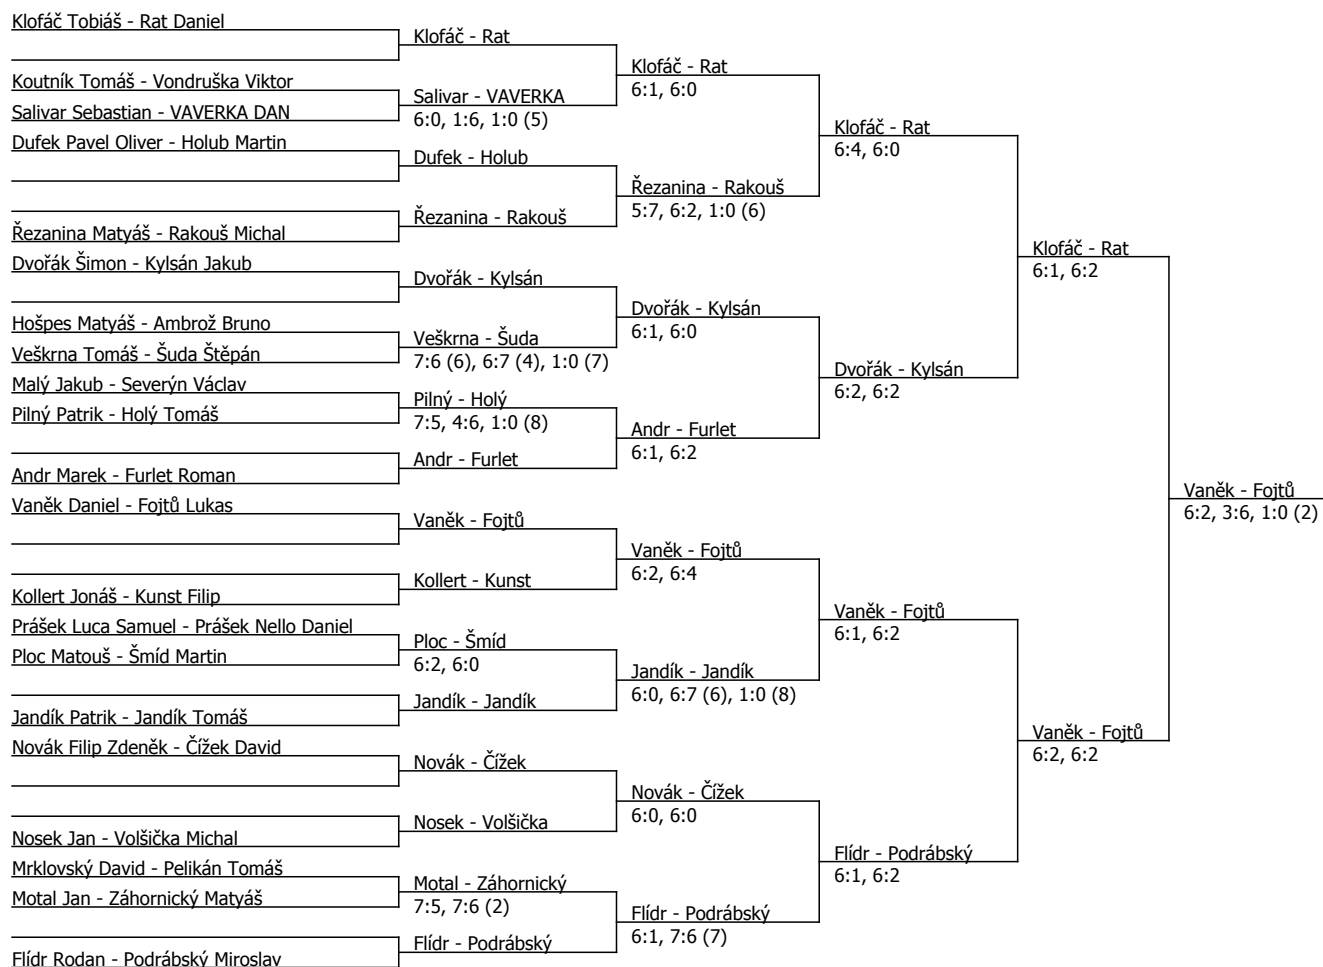 Klofáč Tobiáš - Rat Daniel
Koutník Tomáš - Vondruška Viktor
Salivar Sebastian - VAVERKA DAN
Dufek Pavel Oliver - Holub Martin
Řezanina Matyáš - Rakouš Michal
Dvořák Šimon - Kylsán Jakub
Hošpes Matyáš - Ambrož Bruno
Veškrna Tomáš - Šuda Štěpán
Malý Jakub - Severýn Václav
Pilný Patrik - Holý Tomáš
Andr Marek - Furlet Roman
Vaněk Daniel - Fojtů Lukas
Kollert Jonáš - Kunst Filip
Prášek Luca Samuel - Prášek Nello Daniel
Ploc Matouš - Šmíd Martin
Jandík Patrik - Jandík Tomáš
Novák Filip Zdeněk - Čížek David
Nosek Jan - Volšička Michal
Mrklovský David - Pelikán Tomáš
Motal Jan - Záhornický Matyáš
Flídr Rodan - Podrábský Miroslav
Klofáč - Rat
Salivar - VAVERKA
6:0, 1:6, 1:0 (5)
Dufek - Holub
Řezanina - Rakouš
Dvořák - Kylsán
Veškrna - Šuda
7:6 (6), 6:7 (4), 1:0 (7)
Pilný - Holý
7:5, 4:6, 1:0 (8)
Andr - Furlet
Vaněk - Fojtů
Kollert - Kunst
Ploc - Šmíd
6:2, 6:0
Jandík - Jandík
Novák - Čížek
Nosek - Volšička
Motal - Záhornický
7:5, 7:6 (2)
Flídr - Podrábský
Klofáč - Rat
6:1, 6:0
Řezanina - Rakouš
5:7, 6:2, 1:0 (6)
Dvořák - Kylsán
6:1, 6:0
Andr - Furlet
6:1, 6:2
Vaněk - Fojtů
6:2, 6:4
Jandík - Jandík
6:0, 6:7 (6), 1:0 (8)
Novák - Čížek
6:0, 6:0
Flídr - Podrábský
6:1, 7:6 (7)
Klofáč - Rat
6:4, 6:0
Dvořák - Kylsán
6:2, 6:2
Vaněk - Fojtů
6:1, 6:2
Flídr - Podrábský
6:1, 6:2
Klofáč - Rat
6:1, 6:2
Vaněk - Fojtů
6:2, 6:2
Vaněk - Fojtů
6:2, 3:6, 1:0 (2)